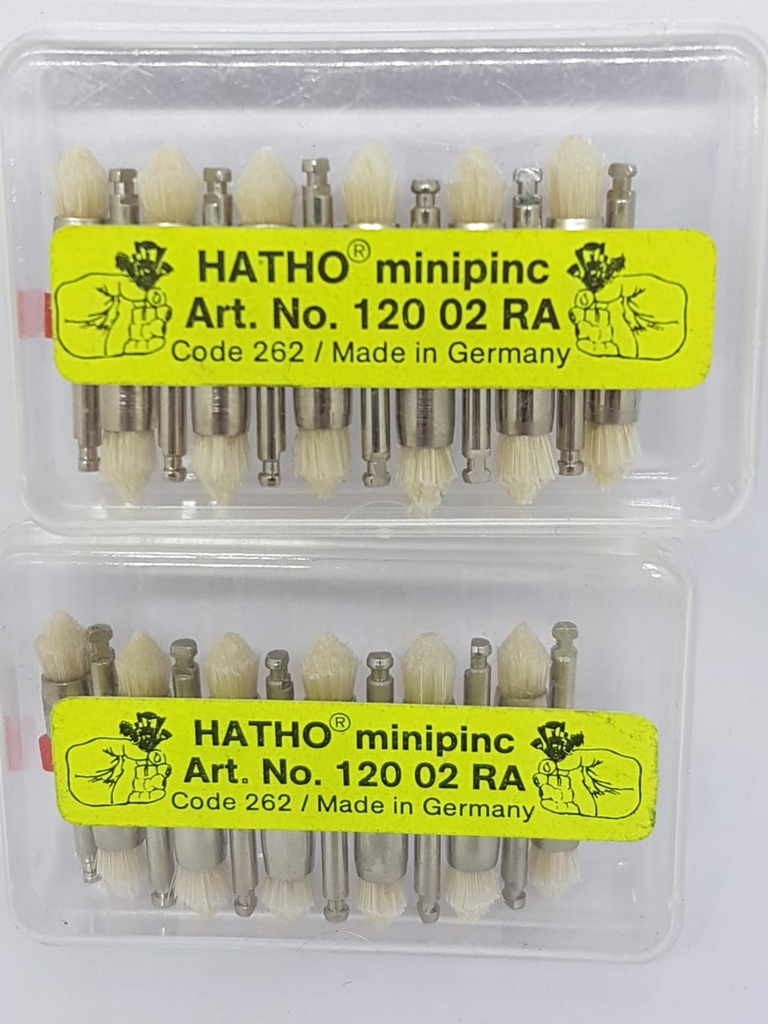 HATHO® minipinc
Art. No. 120 02 RA
Code 262 / Made in Germany
HATHO® minipinc
Art. No. 120 02 RA
Code 262 / Made in Germany